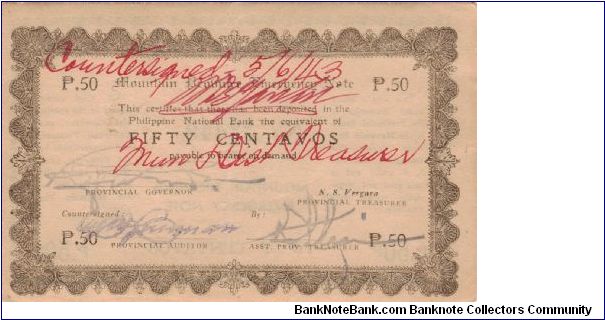 Countersigned 5/6/43
P.50 Mountain Province Emergency Note P.50
This certifies that there has been deposited in the
Philippine National Bank the equivalent of
FIFTY CENTAVOS
Mun. & Dist. Treasurer
payable to bearer on demand
PROVINCIAL GOVERNOR
N. S. Vergara
PROVINCIAL TREASURER
Countersigned:
By:
P.50 PROVINCIAL AUDITOR ASST. PROV. TREASURER P.50
BankNoteBank.com Banknote Collectors Community